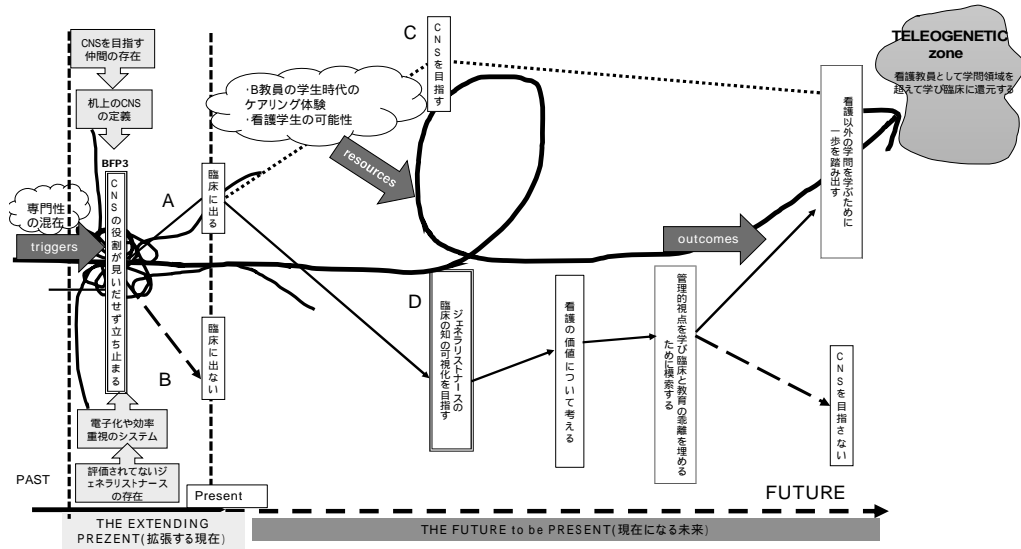 CNSを目指す
仲間の存在
机上のCNS
の定義
BFP3
専門性
の混在
triggers
CNSの役割が見いだせず立ち止まる
A
B
臨床に出る
臨床に出ない
電子化や効率
重視のシステム
評価されてないジ
ェネラリストナース
の存在
PAST
Present
THE EXTENDING
PREZENT(拡張する現在)
・B教員の学生時代の
ケアリング体験
・看護学生の可能性
resources
C
CNSを目指す
D
ジェネラリストナースの
臨床の知の可視化を目指す
看護の価値について考える
管理的視点を学び臨床と教育の乖離を埋める
ために模索する
outcomes
看護以外の学問を学ぶために
一歩を踏み出す
CNSを目指さない
TELEOGENETIC
zone
看護教員として学問領域を
超えて学び臨床に還元する
FUTURE
THE FUTURE to be PRESENT(現在になる未来)